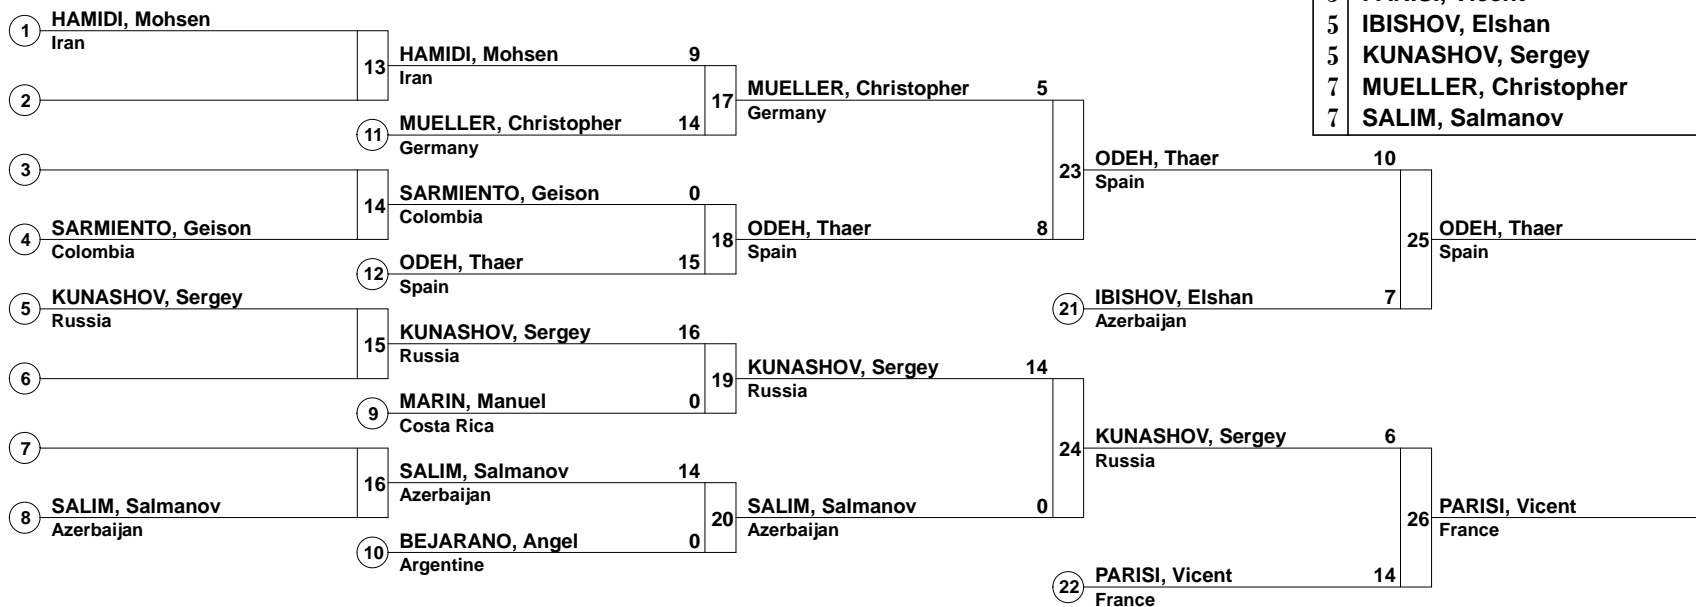 1 HAMIDI, Mohsen
Iran
2
3
4 SARMIENTO, Geison
Colombia
5 KUNASHOV, Sergey
Russia
6
7
8 SALIM, Salmanov
Azerbaijan
13 HAMIDI, Mohsen 9
Iran
11 MUELLER, Christopher 14
Germany
14 SARMIENTO, Geison 0
Colombia
12 ODEH, Thaer 15
Spain
15 KUNASHOV, Sergey 16
Russia
9 MARIN, Manuel 0
Costa Rica
16 SALIM, Salmanov 14
Azerbaijan
10 BEJARANO, Angel 0
Argentine
17 MUELLER, Christopher 5
Germany
18 ODEH, Thaer 8
Spain
19 KUNASHOV, Sergey 14
Russia
20 SALIM, Salmanov 0
Azerbaijan
23 ODEH, Thaer 10
Spain
21 IBISHOV, Elshan 7
Azerbaijan
24 KUNASHOV, Sergey 6
Russia
22 PARISI, Vicent 14
France
25 ODEH, Thaer
Spain
26 PARISI, Vicent
France
PARISI, Vicent
5 IBISHOV, Elshan
5 KUNASHOV, Sergey
7 MUELLER, Christopher
7 SALIM, Salmanov